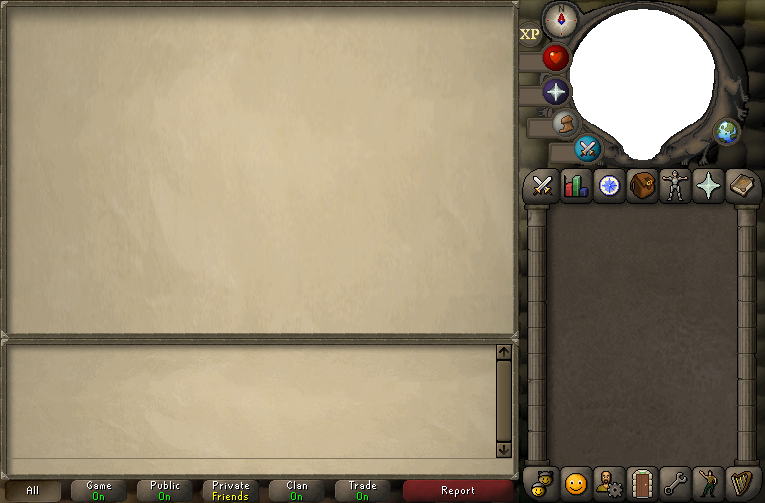 N
XP
All
Game
On
Public
On
Private
Friends
Clan
On
Trade
On
Report